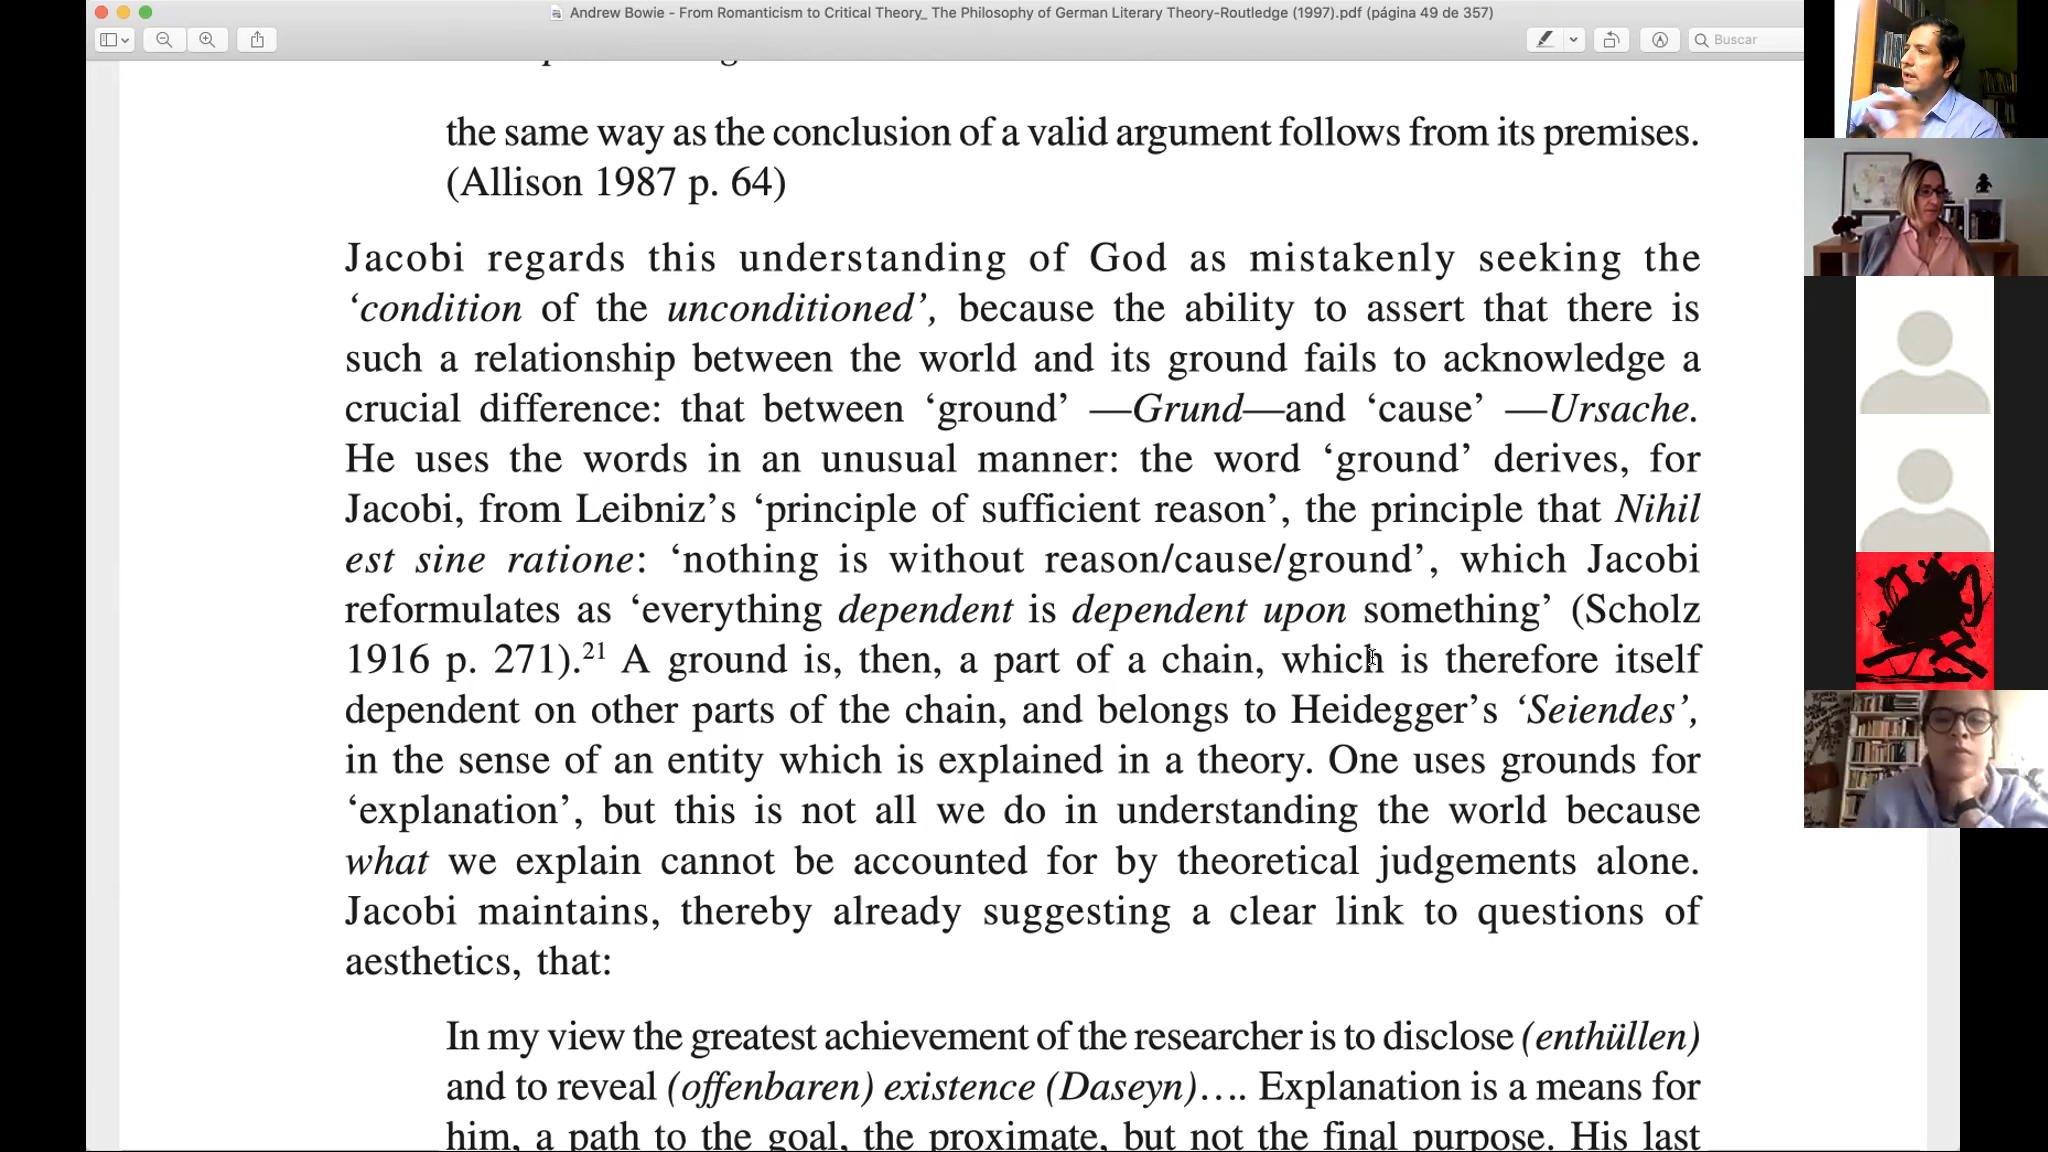 Andrew Bowie - From Romanticism to Critical Theory_ The Philosophy of German Literary Theory-Routledge (1997).pdf (página 49 de 357)
Buscar
the same way as the conclusion of a valid argument follows from its premises.
(Allison 1987 p. 64)
Jacobi regards this understanding of God as mistakenly seeking the
‘condition of the unconditioned’, because the ability to assert that there is
such a relationship between the world and its ground fails to acknowledge a
crucial difference: that between ‘ground’ —Grund—and ‘cause’ —Ursache.
He uses the words in an unusual manner: the word ‘ground’ derives, for
Jacobi, from Leibniz’s ‘principle of sufficient reason’, the principle that Nihil
est sine ratione: ‘nothing is without reason/cause/ground’, which Jacobi
reformulates as ‘everything dependent is dependent upon something’ (Scholz
1916 p. 271).21 A ground is, then, a part of a chain, which is therefore itself
dependent on other parts of the chain, and belongs to Heidegger’s ‘Seiendes’,
in the sense of an entity which is explained in a theory. One uses grounds for
‘explanation’, but this is not all we do in understanding the world because
what we explain cannot be accounted for by theoretical judgements alone.
Jacobi maintains, thereby already suggesting a clear link to questions of
aesthetics, that:
In my view the greatest achievement of the researcher is to disclose (enthüllen)
and to reveal (offenbaren) existence (Daseyn)…. Explanation is a means for
him, a path to the goal, the proximate, but not the final purpose. His last